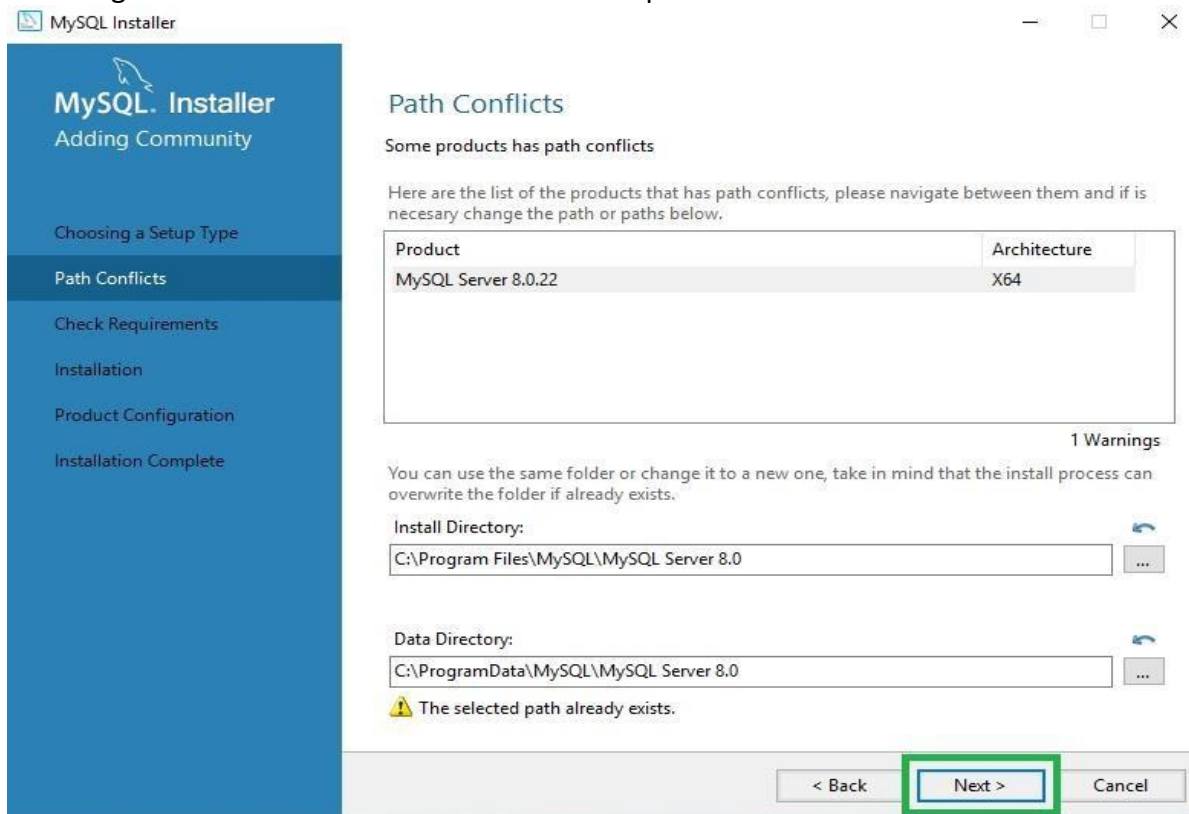 MySQL Installer
MySQL. Installer
Adding Community
Choosing a Setup Type
Path Conflicts
Check Requirements
Installation
Product Configuration
Installation Complete
Path Conflicts
Some products has path conflicts
Here are the list of the products that has path conflicts, please navigate between them and if is
necesary change the path or paths below.
Product Architecture
MySQL Server 8.0.22 X64
1 Warnings
You can use the same folder or change it to a new one, take in mind that the install process can
overwrite the folder if already exists.
Install Directory:
C:\Program Files\MySQL\MySQL Server 8.0
...
Data Directory:
C:\ProgramData\MySQL\MySQL Server 8.0
...
The selected path already exists.
< Back Next > Cancel